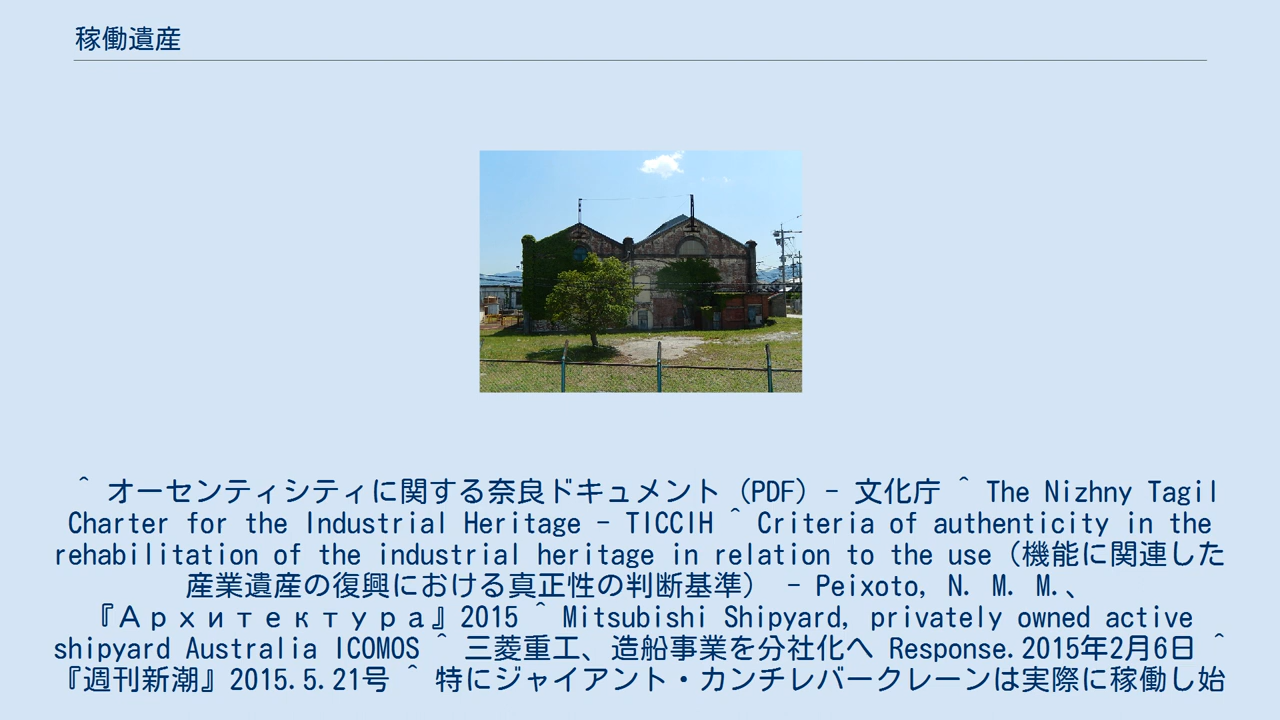 稼働遺産
^ オーセンティシティに関する奈良ドキュメント（PDF）- 文化庁 ^ The Nizhny Tagil
Charter for the Industrial Heritage - TICCIH ^ Criteria of authenticity in the
rehabilitation of the industrial heritage in relation to the use（機能に関連した
産業遺産の復興における真正性の判断基準） - Peixoto, N. M. M.、
『Архитектура』2015 ^ Mitsubishi Shipyard, privately owned active
shipyard Australia ICOMOS ^ 三菱重工、造船事業を分社化へ Response.2015年2月6日 ^
『週刊新潮』2015.5.21号 ^ 特にジャイアント・カンチレバークレーンは実際に稼働し始